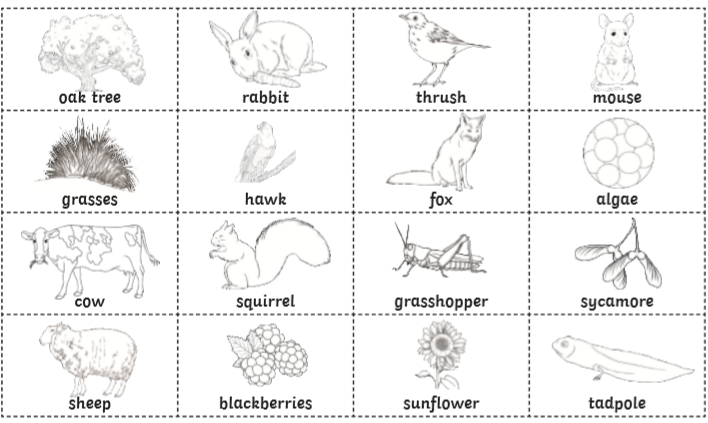 oak tree
rabbit
thrush
mouse
grasses
hawk
fox
algae
cow
squirrel
grasshopper
sycamore
sheep
blackberries
sunflower
tadpole